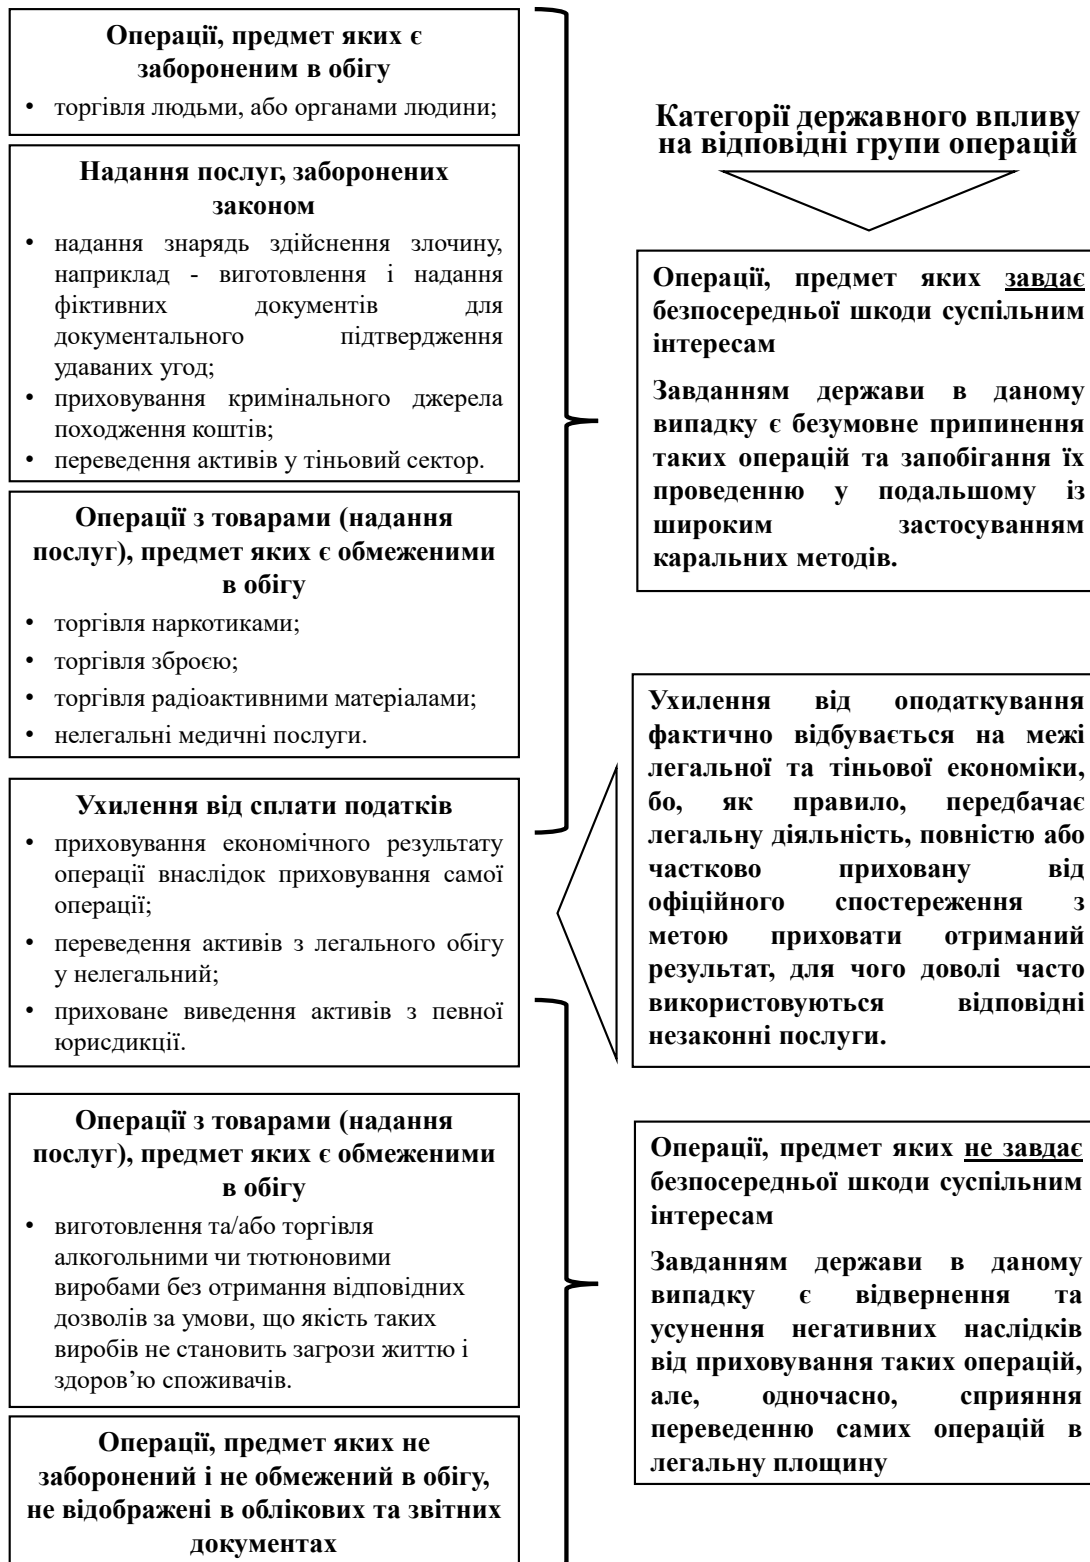 Операції, предмет яких є
забороненим в обігу
• торгівля людьми, або органами людини;
Надання послуг, заборонених
законом
• надання знарядь здійснення злочину,
наприклад - виготовлення і надання
фіктивних документів для
документального підтвердження
удаваних угод;
• приховування кримінального джерела
походження коштів;
• переведення активів у тіньовий сектор.
Операції з товарами (надання
послуг), предмет яких є обмеженими
в обігу
• торгівля наркотиками;
• торгівля зброєю;
• торгівля радіоактивними матеріалами;
• нелегальні медичні послуги.
Ухилення від сплати податків
• приховування економічного результату
операції внаслідок приховування самої
операції;
• переведення активів з легального обігу
у нелегальний;
• приховане виведення активів з певної
юрисдикції.
Операції з товарами (надання
послуг), предмет яких є обмеженими
в обігу
• виготовлення та/або торгівля
алкогольними чи тютюновими
виробами без отримання відповідних
дозволів за умови, що якість таких
виробів не становить загрози життю і
здоров’ю споживачів.
Операції, предмет яких не
заборонений і не обмежений в обігу,
не відображені в облікових та звітних
документах
Категорії державного впливу
на відповідні групи операцій
Операції, предмет яких завдає
безпосередньої шкоди суспільним
інтересам
Завданням держави в даному
випадку є безумовне припинення
таких операцій та запобігання їх
проведенню у подальшому із
широким застосуванням
каральних методів.
Ухилення від оподаткування
фактично відбувається на межі
легальної та тіньової економіки,
бо, як правило, передбачає
легальну діяльність, повністю або
частково приховану від
офіційного спостереження з
метою приховати отриманий
результат, для чого доволі часто
використовуються відповідні
незаконні послуги.
Операції, предмет яких не завдає
безпосередньої шкоди суспільним
інтересам
Завданням держави в даному
випадку є відвернення та
усунення негативних наслідків
від приховування таких операцій,
але, одночасно, сприяння
переведенню самих операцій в
легальну площину